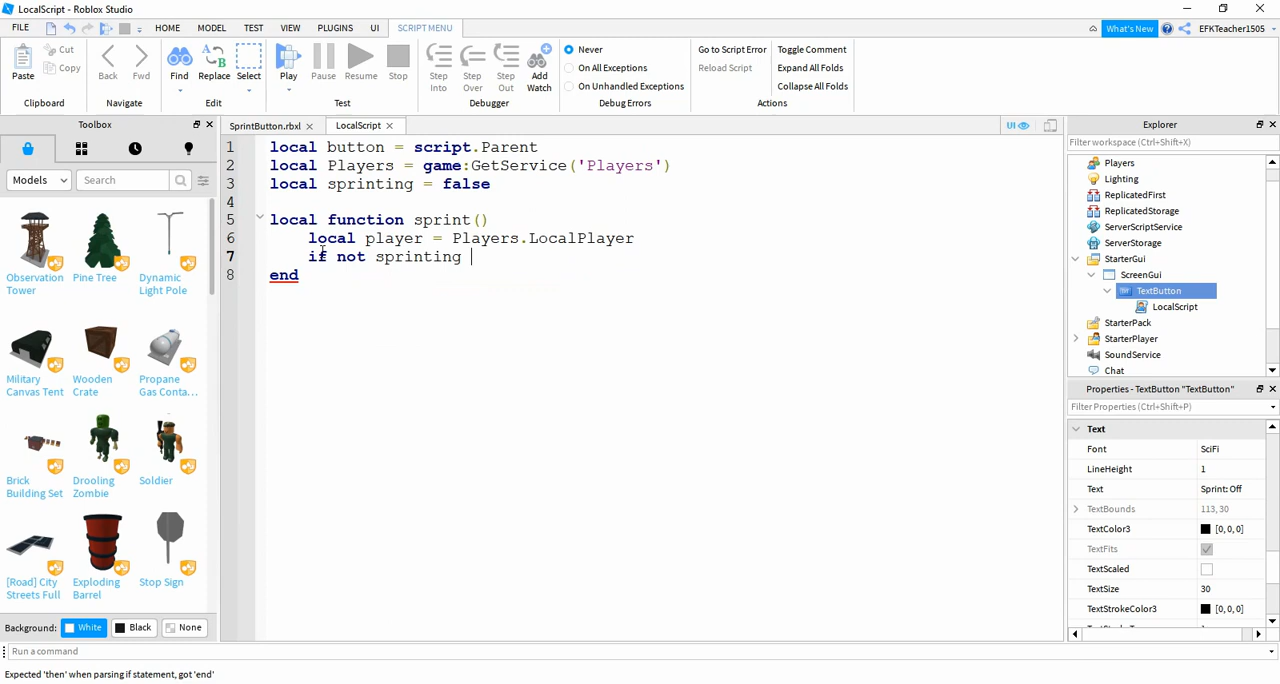 LocalScript - Roblox Studio
FILE HOME MODEL TEST VIEW PLUGINS UI SCRIPT MENU What's New EFKTeacher1505
Paste Cut Copy
Back Fwd
Find Replace Select
Play Pause Resume Stop
Step Into Step Over Step Out Add Watch
Never
On All Exceptions
On Unhandled Exceptions
Go to Script Error Toggle Comment
Reload Script Expand All Folds
Collapse All Folds
Clipboard Navigate Edit Test Debugger Debug Errors Actions
Toolbox
Models Search
Observation Tower
Pine Tree
Dynamic Light Pole
Military Canvas Tent
Wooden Crate
Propane Gas Conta...
Brick Building Set
Drooling Zombie
Soldier
[Road] City Streets Full
Exploding Barrel
Stop Sign
Background: White Black None
SprintButton.rbxl LocalScript UI
1 local button = script.Parent
2 local Players = game:GetService('Players')
3 local sprinting = false
4
5 local function sprint()
6 local player = Players.LocalPlayer
7 if not sprinting
8 end
Explorer
Filter workspace (Ctrl+Shift+X)
Players
Lighting
ReplicatedFirst
ReplicatedStorage
ServerScriptService
ServerStorage
StarterGui
ScreenGui
TextButton
LocalScript
StarterPack
StarterPlayer
SoundService
Chat
Properties - TextButton "TextButton"
Filter Properties (Ctrl+Shift+P)
Text
Font SciFi
LineHeight 1
Text Sprint: Off
TextBounds 113, 30
TextColor3 [0,0,0]
TextFits
TextScaled
TextSize 30
TextStrokeColor3 [0,0,0]
Run a command
Expected 'then' when parsing if statement, got 'end'